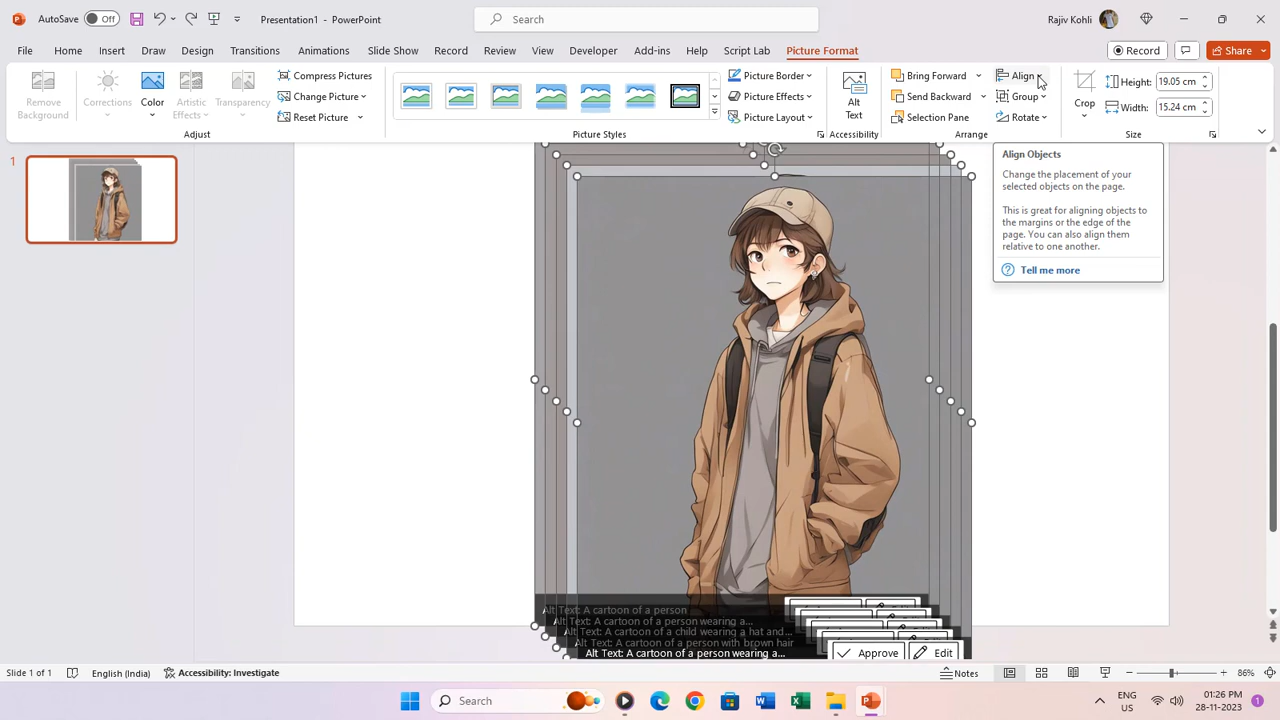 AutoSave Off Presentation1 - PowerPoint Search Rajiv Kohli
File Home Insert Draw Design Transitions Animations Slide Show Record Review View Developer Add-ins Help Script Lab Picture Format Record Share
Remove Background
Corrections
Color
Artistic Effects
Transparency
Compress Pictures
Change Picture
Reset Picture
Adjust
Picture Border
Picture Effects
Picture Layout
Picture Styles
Alt Text
Accessibility
Bring Forward
Send Backward
Selection Pane
Align
Group
Rotate
Arrange
Crop
Height: 19.05 cm
Width: 15.24 cm
Size
1
Align Objects
Change the placement of your
selected objects on the page.
This is great for aligning objects to
the margins or the edge of the
page. You can also align them
relative to one another.
Tell me more
Alt Text: A cartoon of a person
Alt Text: A cartoon of a person wearing a...
Alt Text: A cartoon of a child wearing a hat and...
Alt Text: A cartoon of a person with brown hair
Alt Text: A cartoon of a person wearing a...
Approve Edit
Slide 1 of 1 English (India) Accessibility: Investigate Notes 86%
Search
ENG
US
01:26 PM
28-11-2023
1